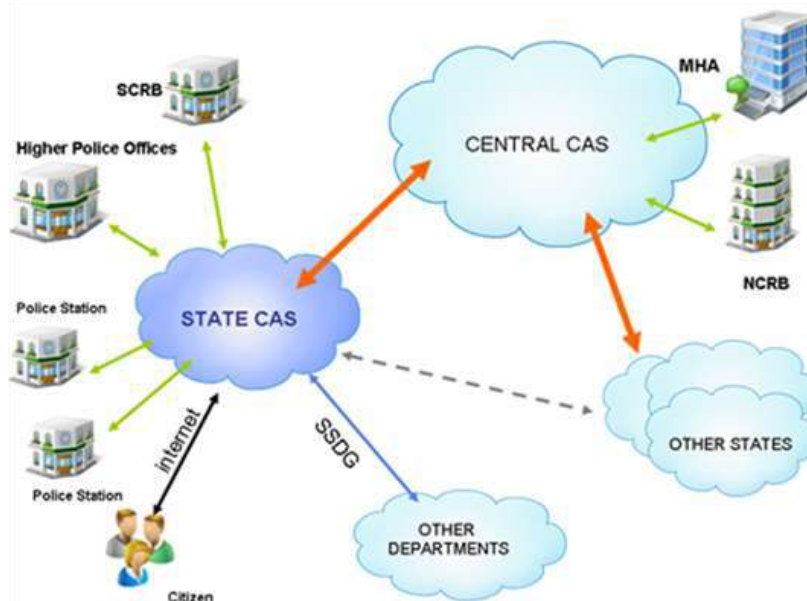 SCRB
MHA
Higher Police Offices
CENTRAL CAS
NCRB
Police Station
STATE CAS
Police Station
internet
SSDG
OTHER STATES
OTHER
DEPARTMENTS
Citizen